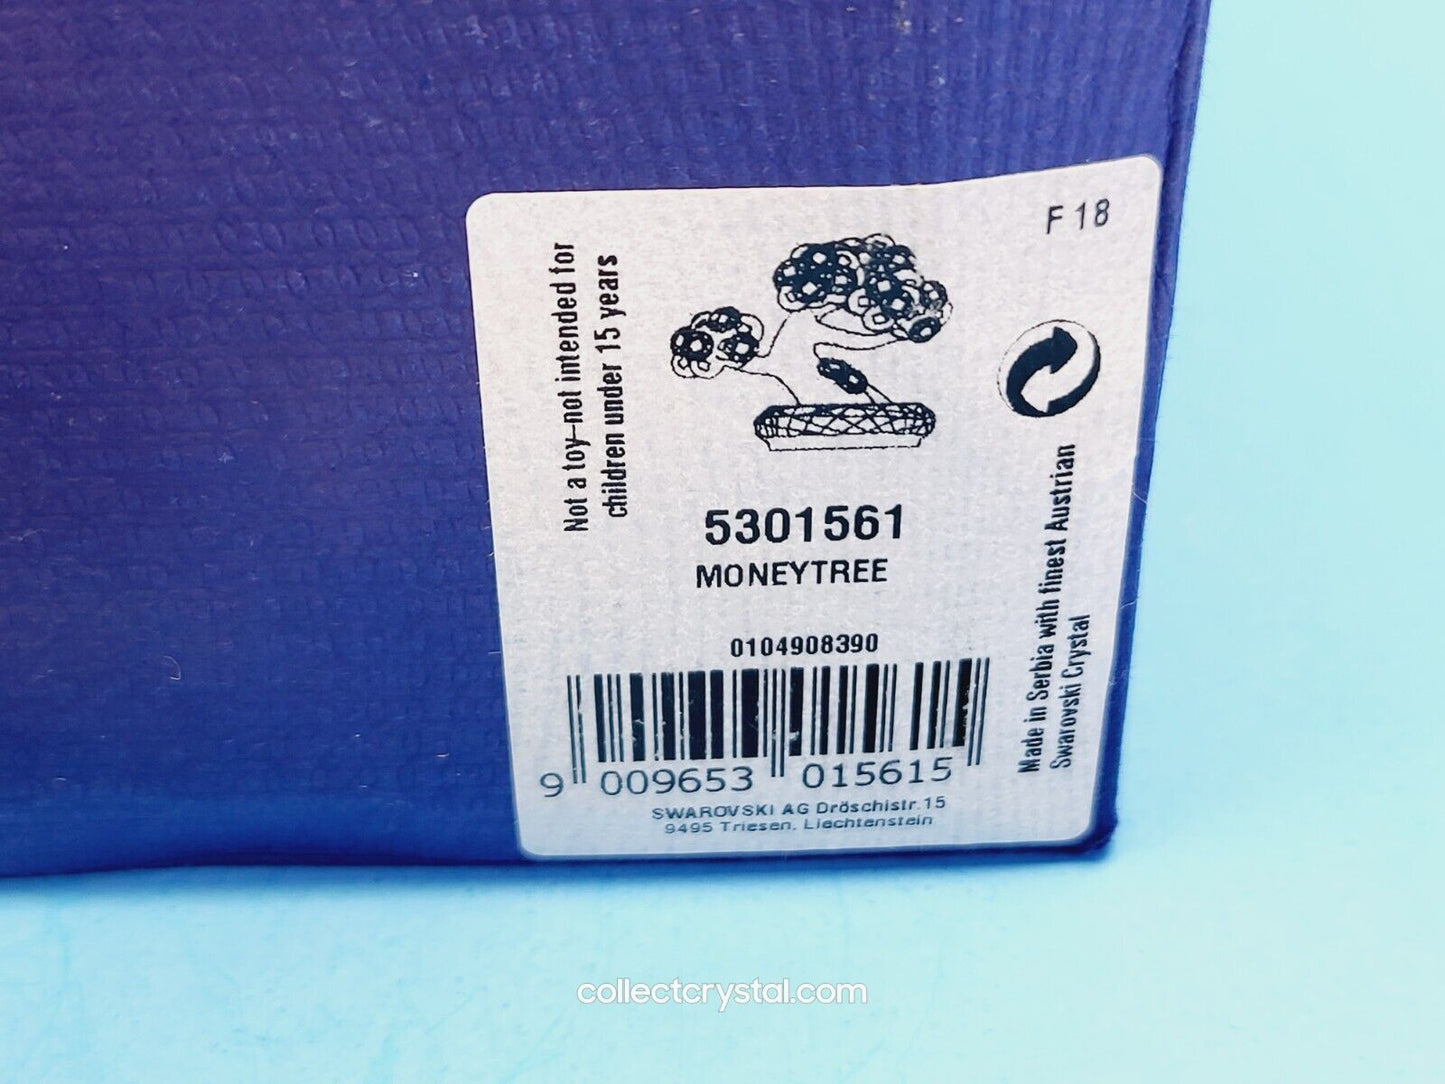 F 18
Not a toy-not intended for
children under 15 years
5301561
MONEYTREE
Made in Serbia with finest Austrian
Swarovski Crystal
0104908390
9 009653 015615
SWAROVSKI AG Dröschistr.15
9495 Triesen, Liechtenstein
collectcrystal.com